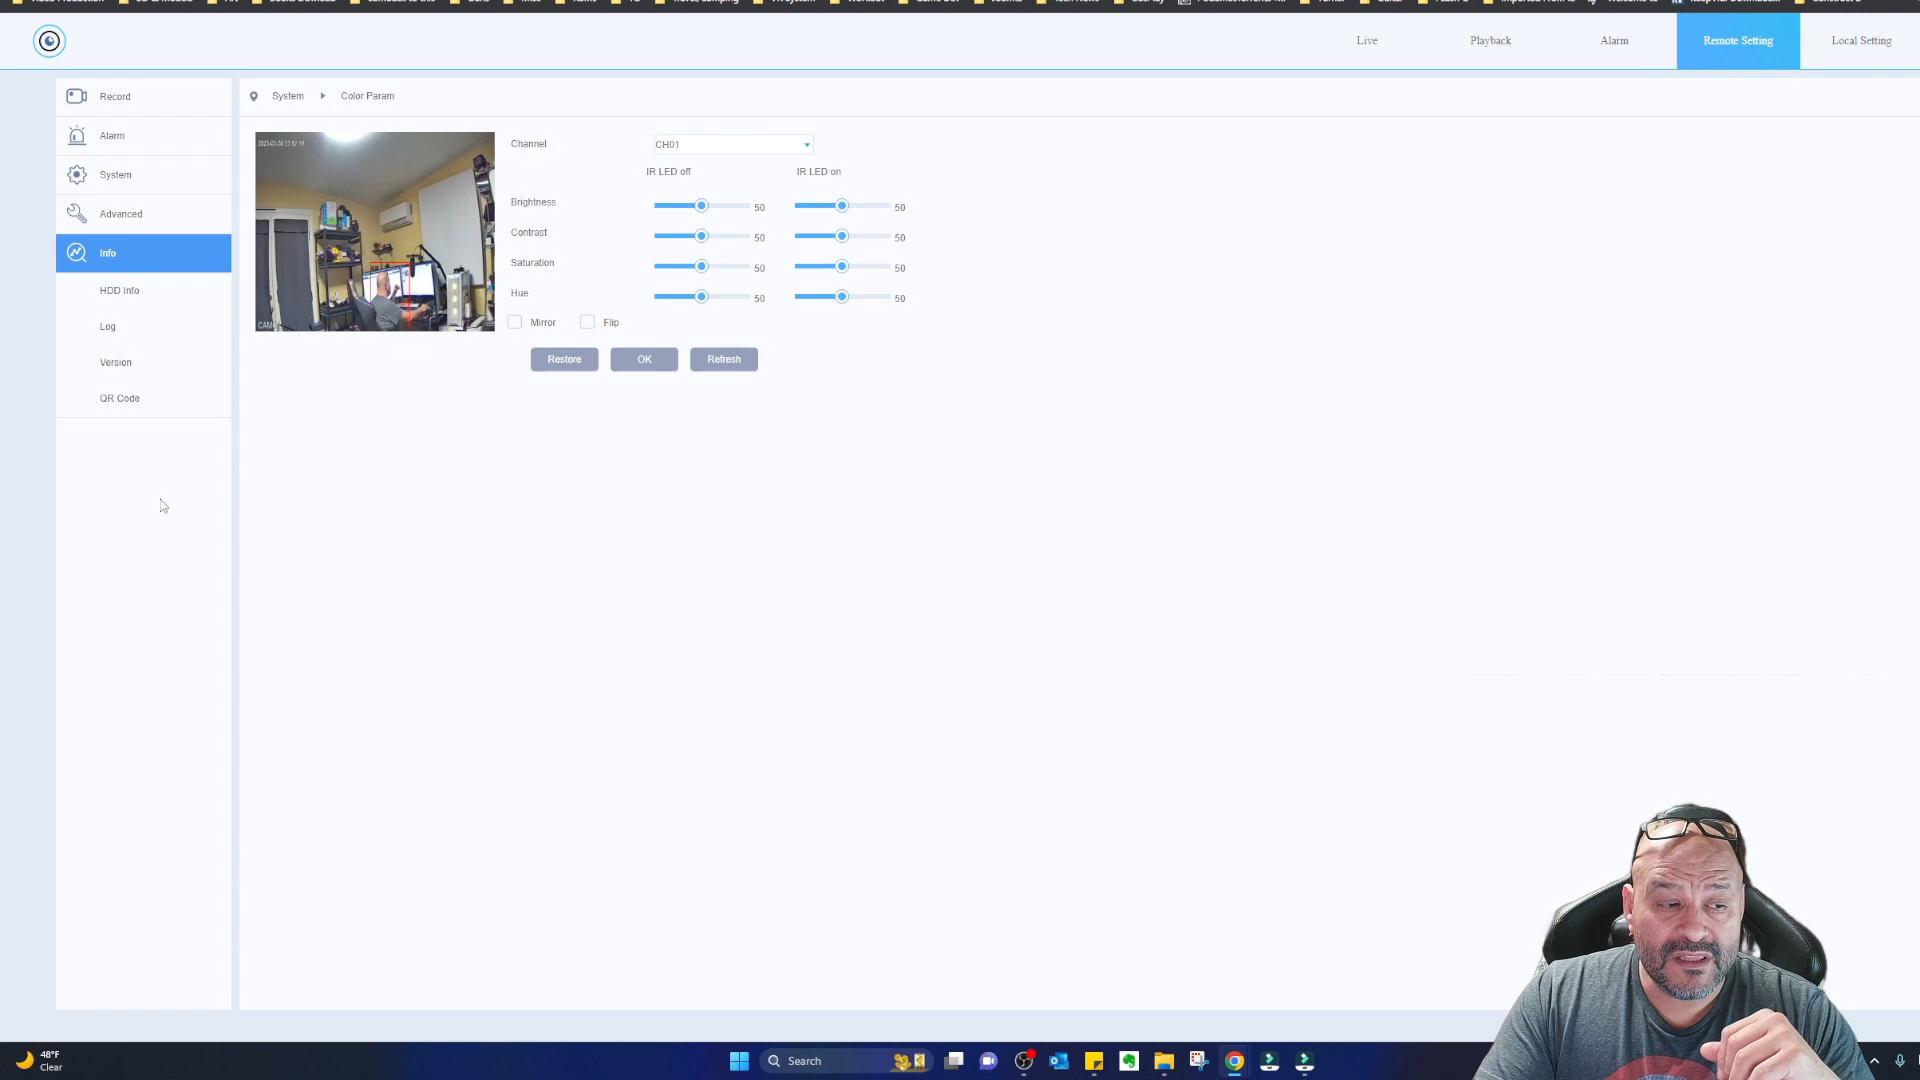 Live
Playback
Alarm
Remote Setting
Local Setting
Record
Alarm
System
Advanced
Info
HDD Info
Log
Version
QR Code
System
Color Param
CAM
Channel
CH01
IR LED off
IR LED on
Brightness
50
50
Contrast
50
50
Saturation
50
50
Hue
50
50
Mirror
Flip
Restore
OK
Refresh
48°F
Clear
Search